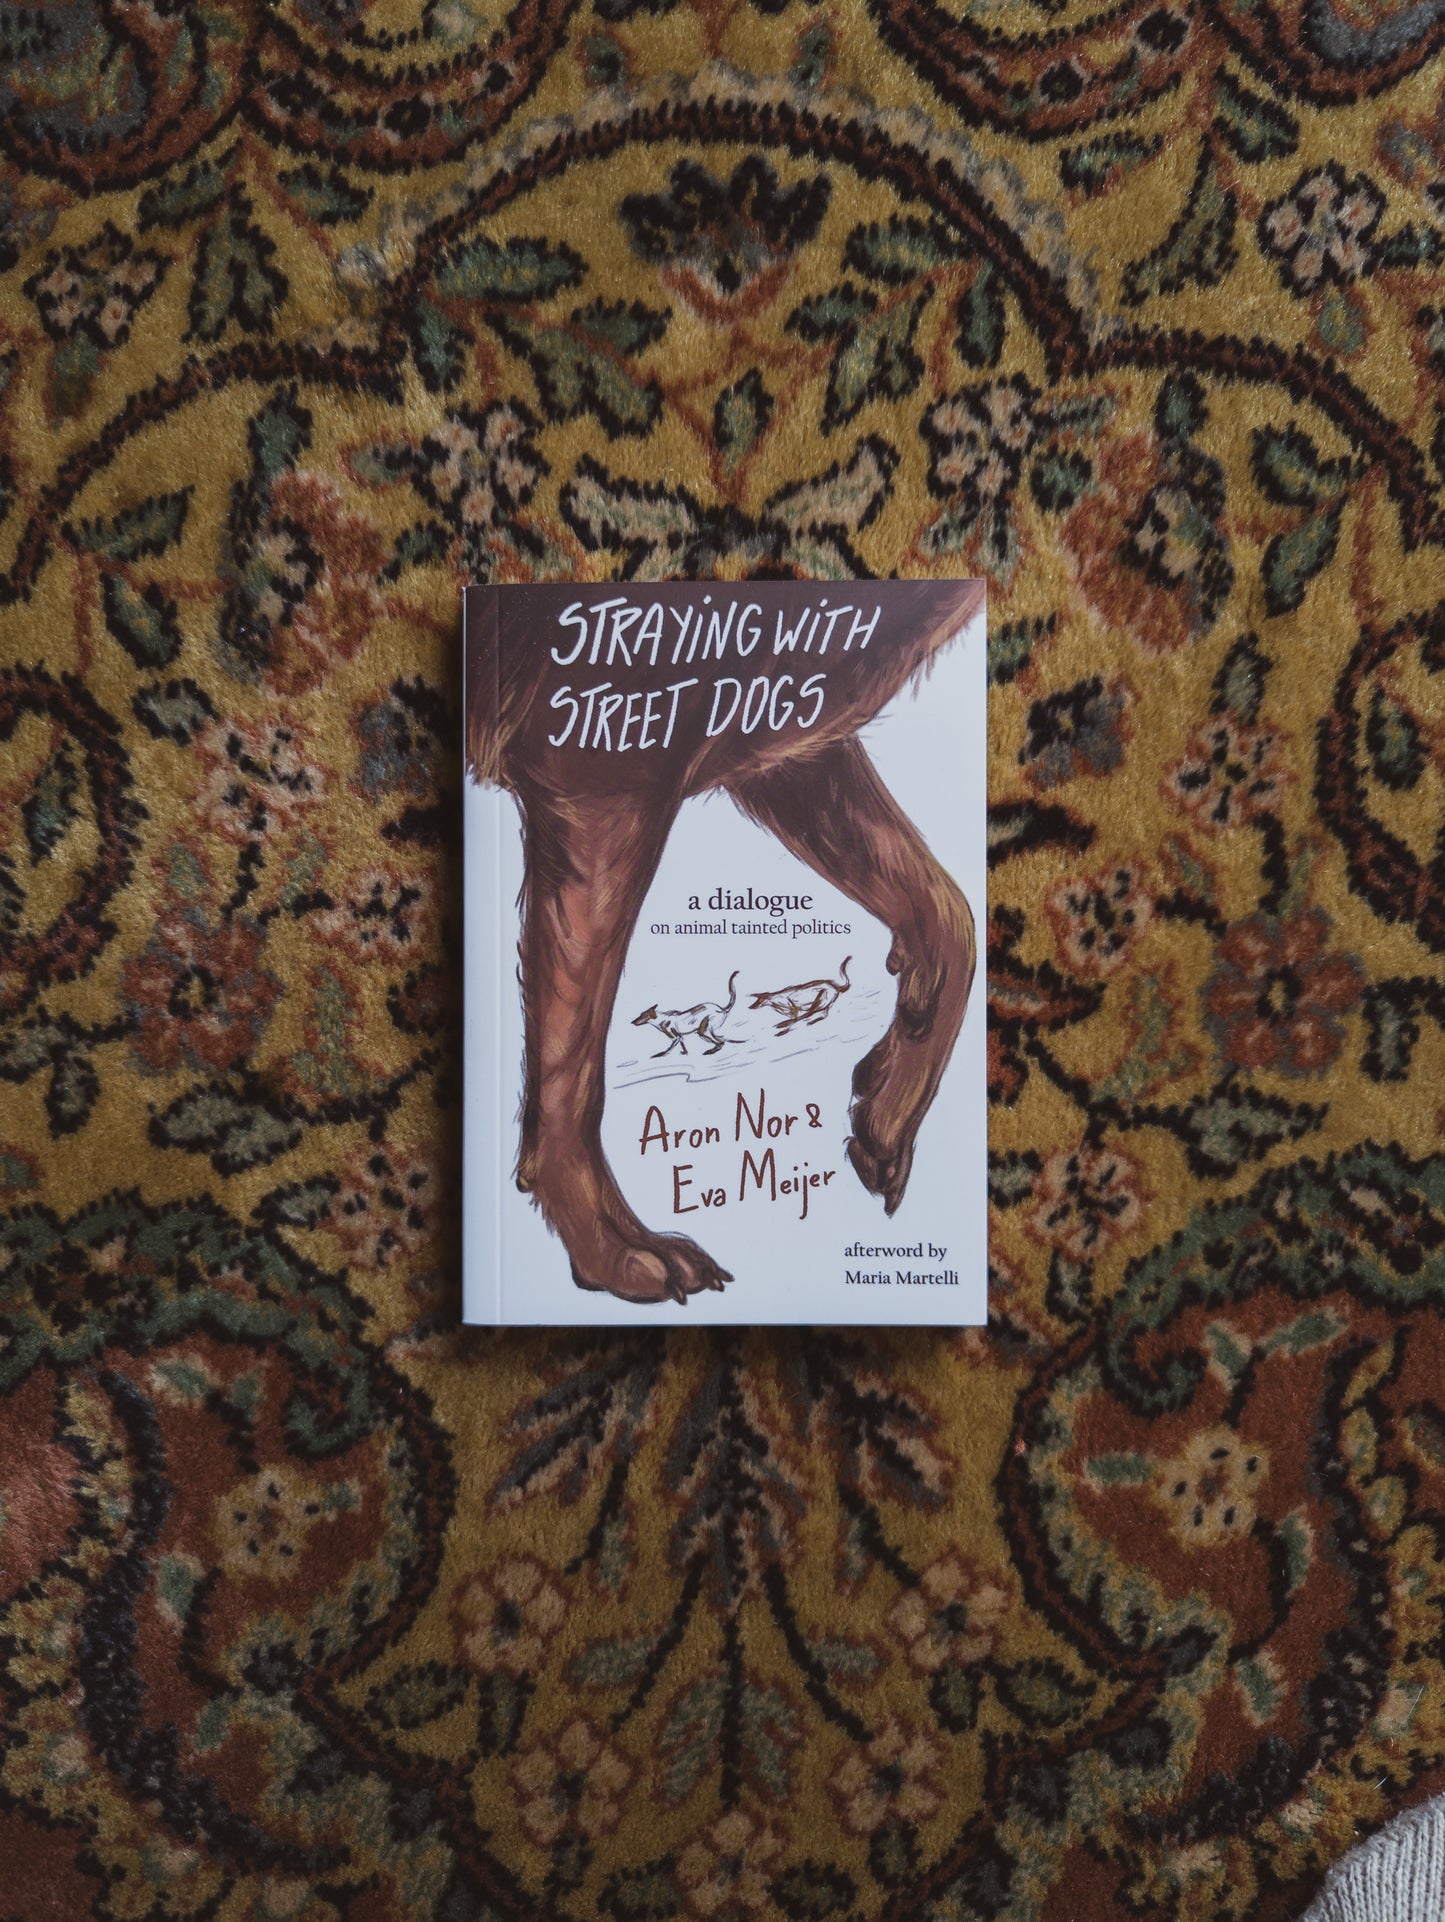 STRAYiNG WiTH
STREET DOGS
a dialogue
on animal tainted politics
Aron Nor &
Eva Meijer
afterword by
Maria Martelli